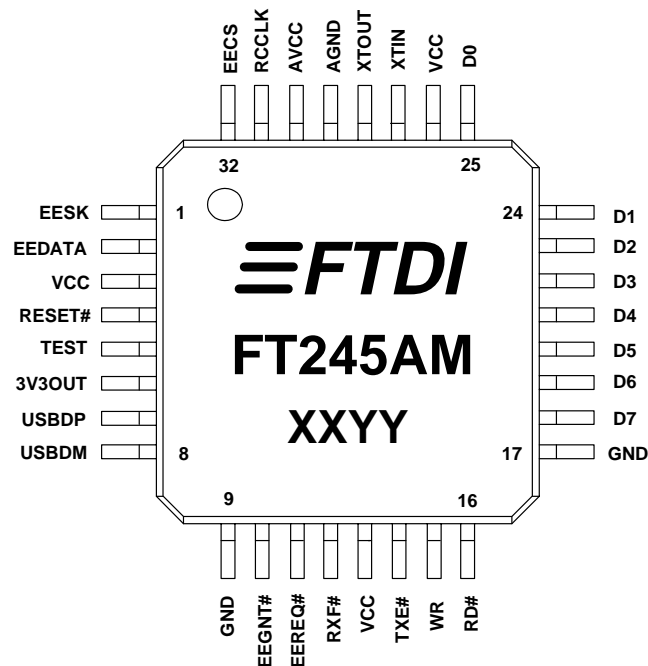 EECS
RCCLK
AVCC
AGND
XTOUT
XTIN
VCC
D0
32
25
EESK
1
24
D1
EEDATA
D2
VCC
D3
RESET#
D4
TEST
D5
3V3OUT
D6
USBDP
D7
USBDM
8
17
GND
FTDI
FT245AM
XXYY
9
16
GND
EEGNT#
EEREQ#
RXF#
VCC
TXE#
WR
RD#